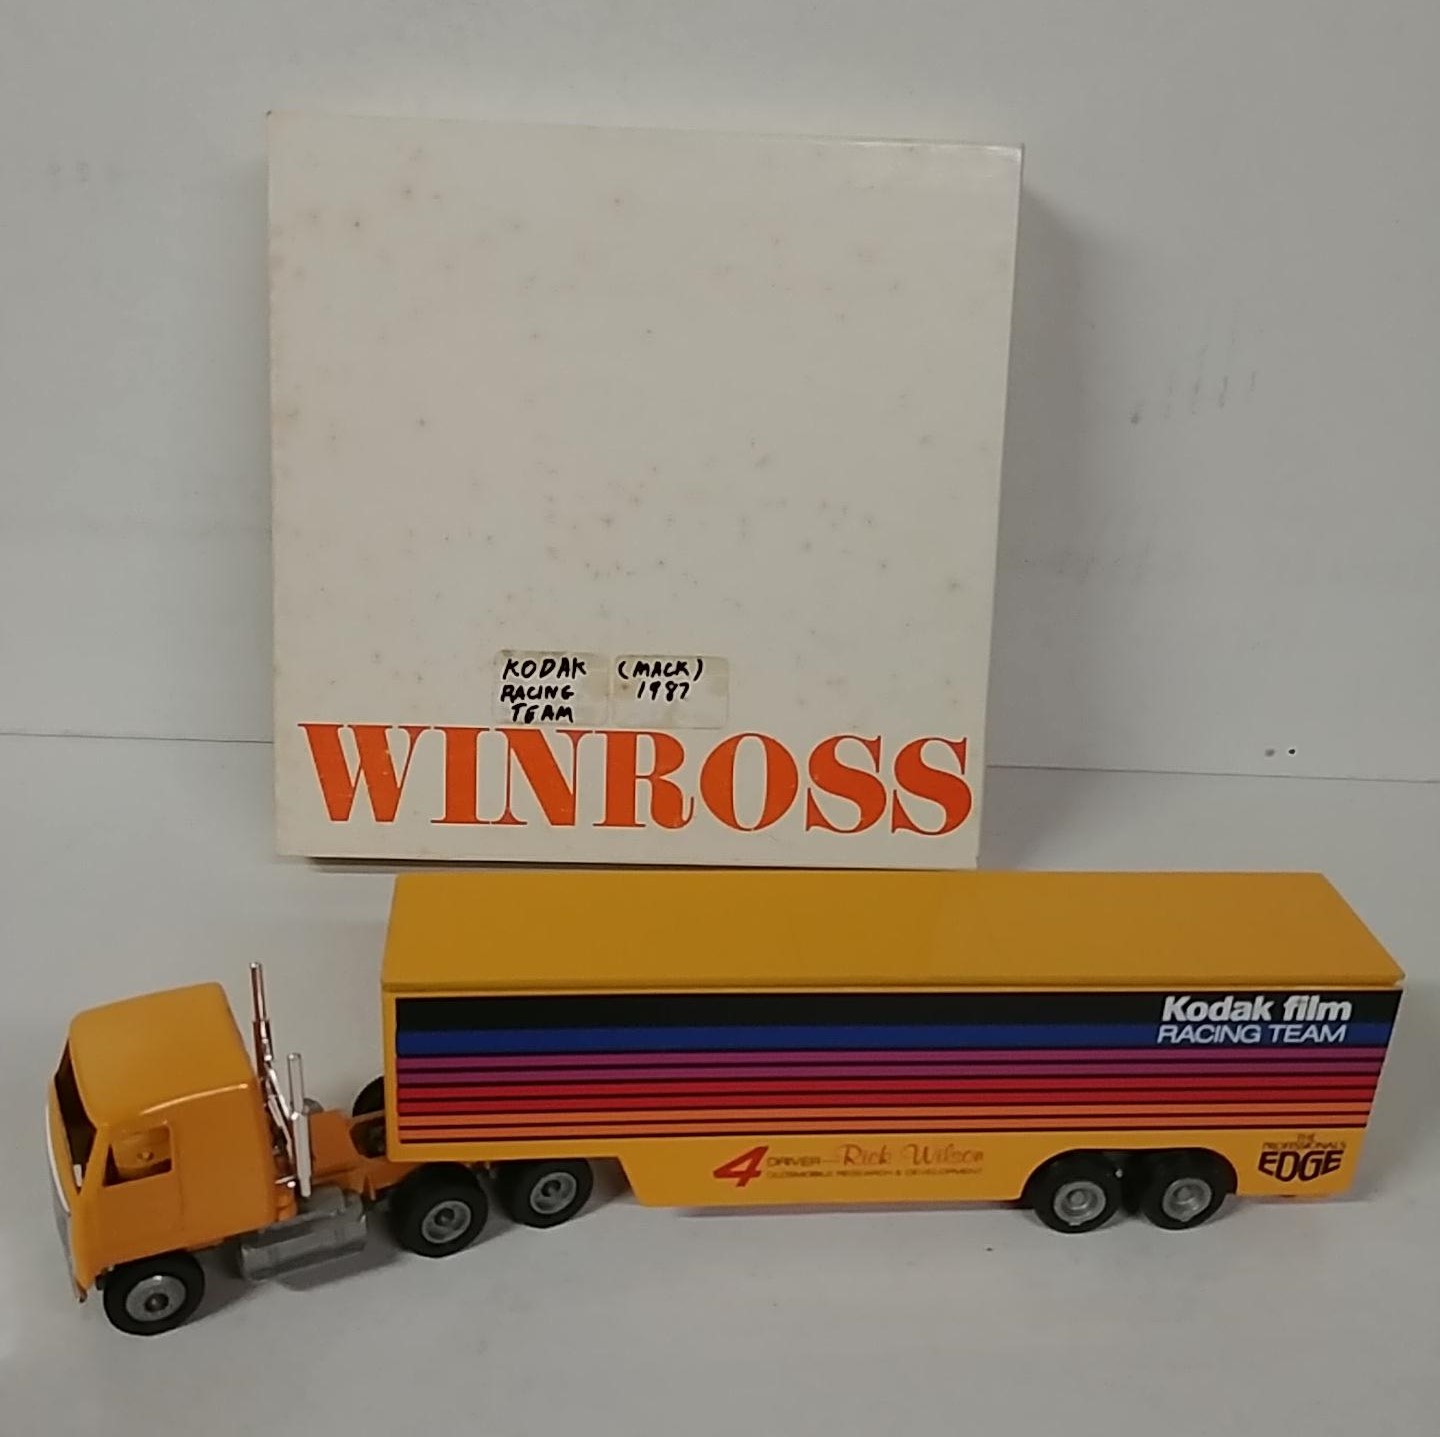 KODAK (MACK)
RACING 1987
TEAM
WINROSS
Kodak film
RACING TEAM
4 DRIVER Rick Wilson
OLDSMOBILE RESEARCH & DEVELOPMENT
THE
PROFESSIONAL'S
EDGE